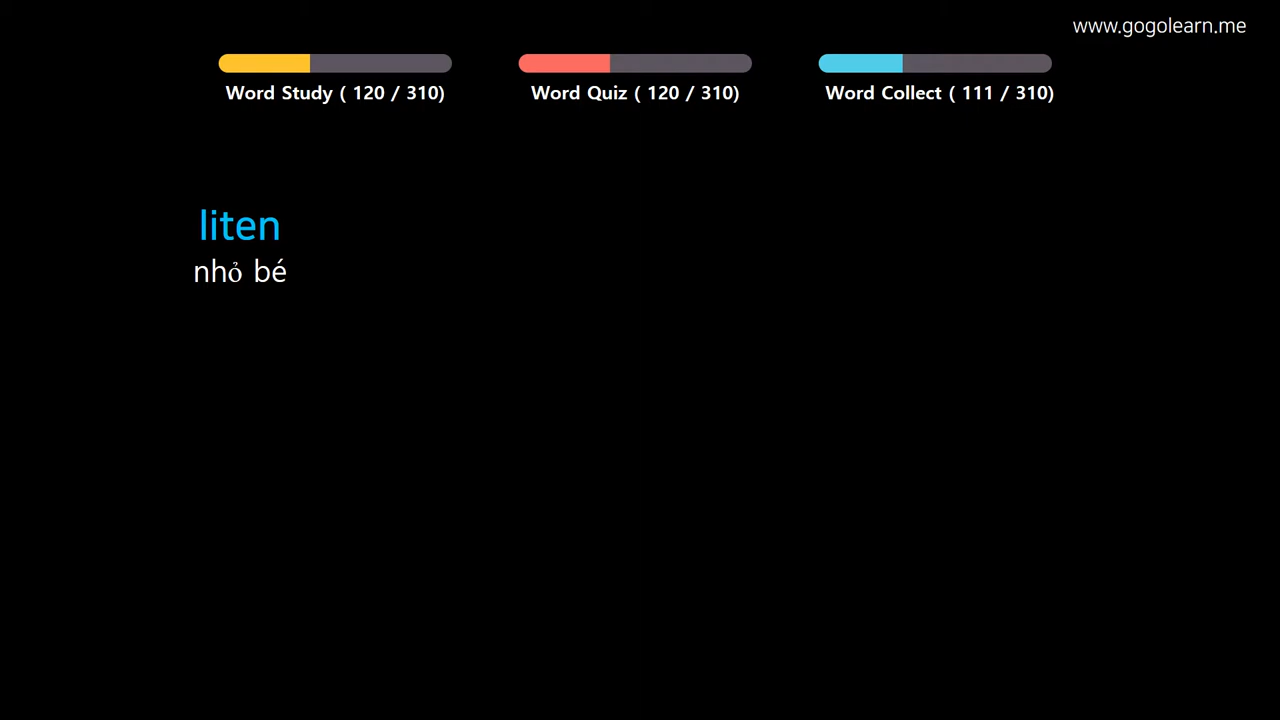 www.gogolearn.me
Word Study ( 120 / 310)
Word Quiz ( 120 / 310)
Word Collect ( 111 / 310)
liten
nhỏ bé